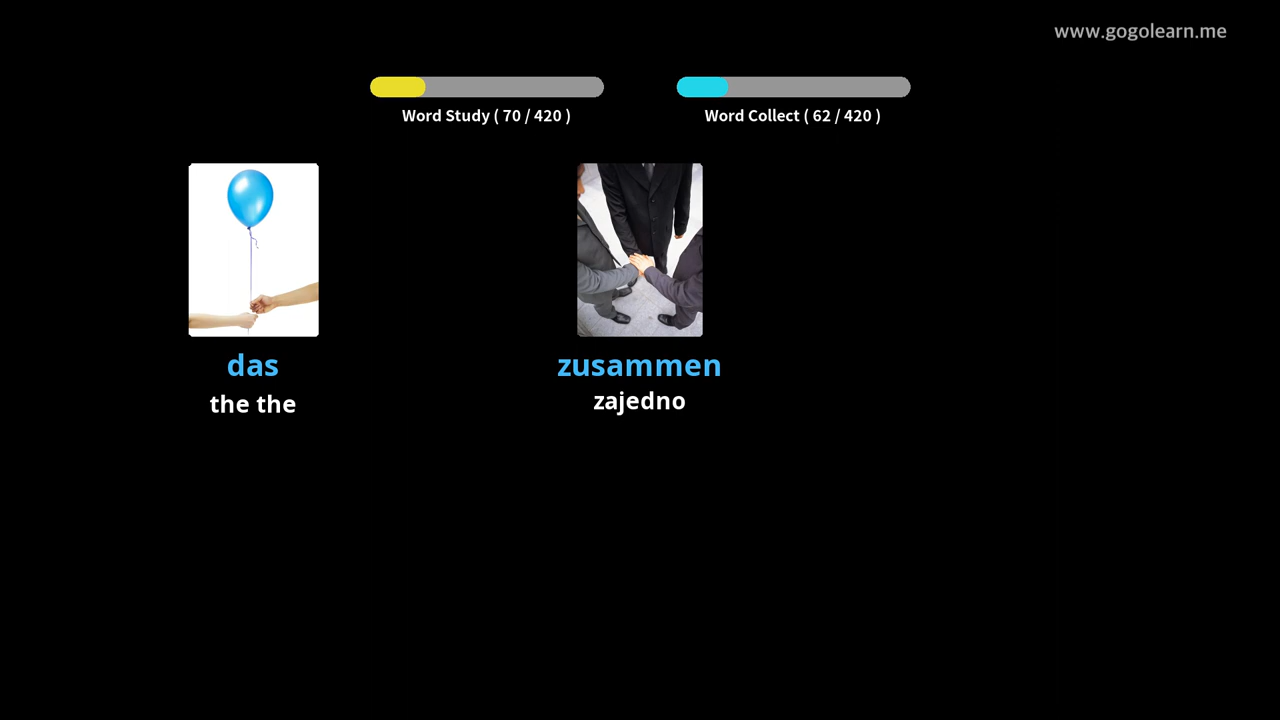 www.gogolearn.me
Word Study ( 70 / 420 )
Word Collect ( 62 / 420 )
das
the the
zusammen
zajedno